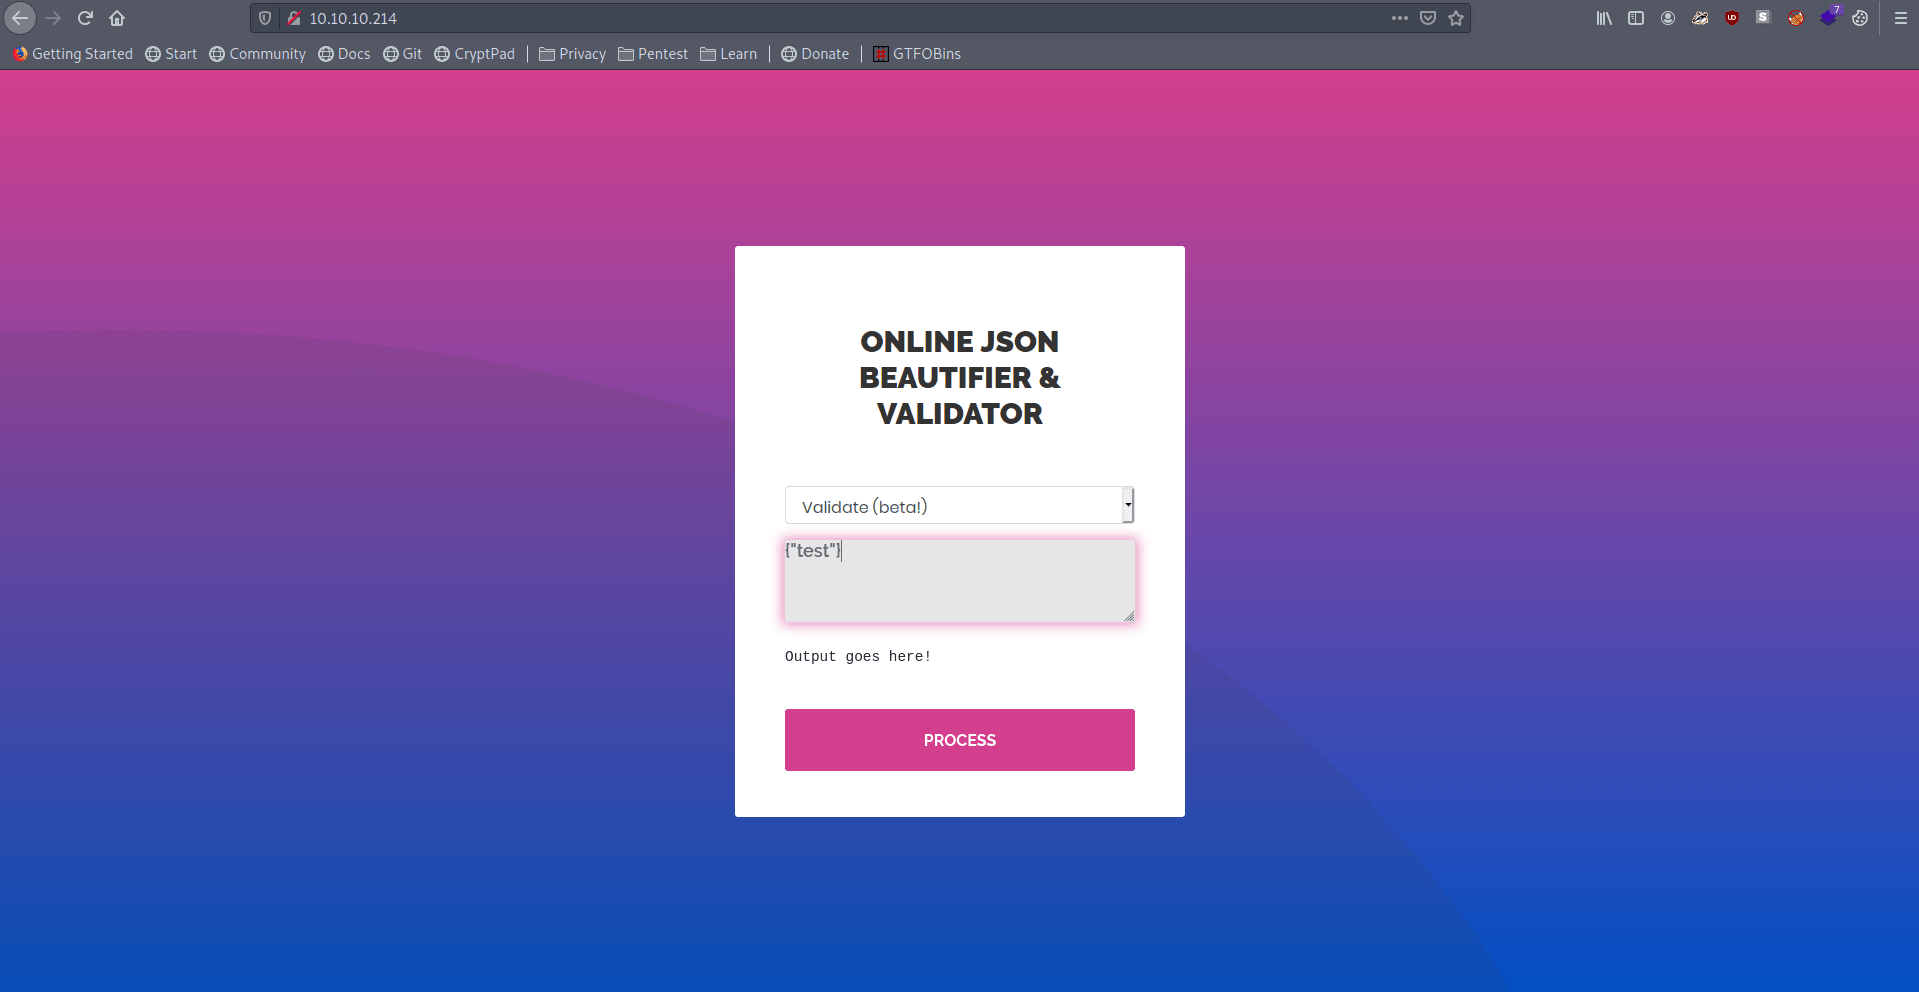 10.10.10.214
7
Getting Started Start Community Docs Git CryptPad Privacy Pentest Learn Donate GTFOBins
ONLINE JSON
BEAUTIFIER &
VALIDATOR
Validate (beta!)
{"test"}
Output goes here!
PROCESS